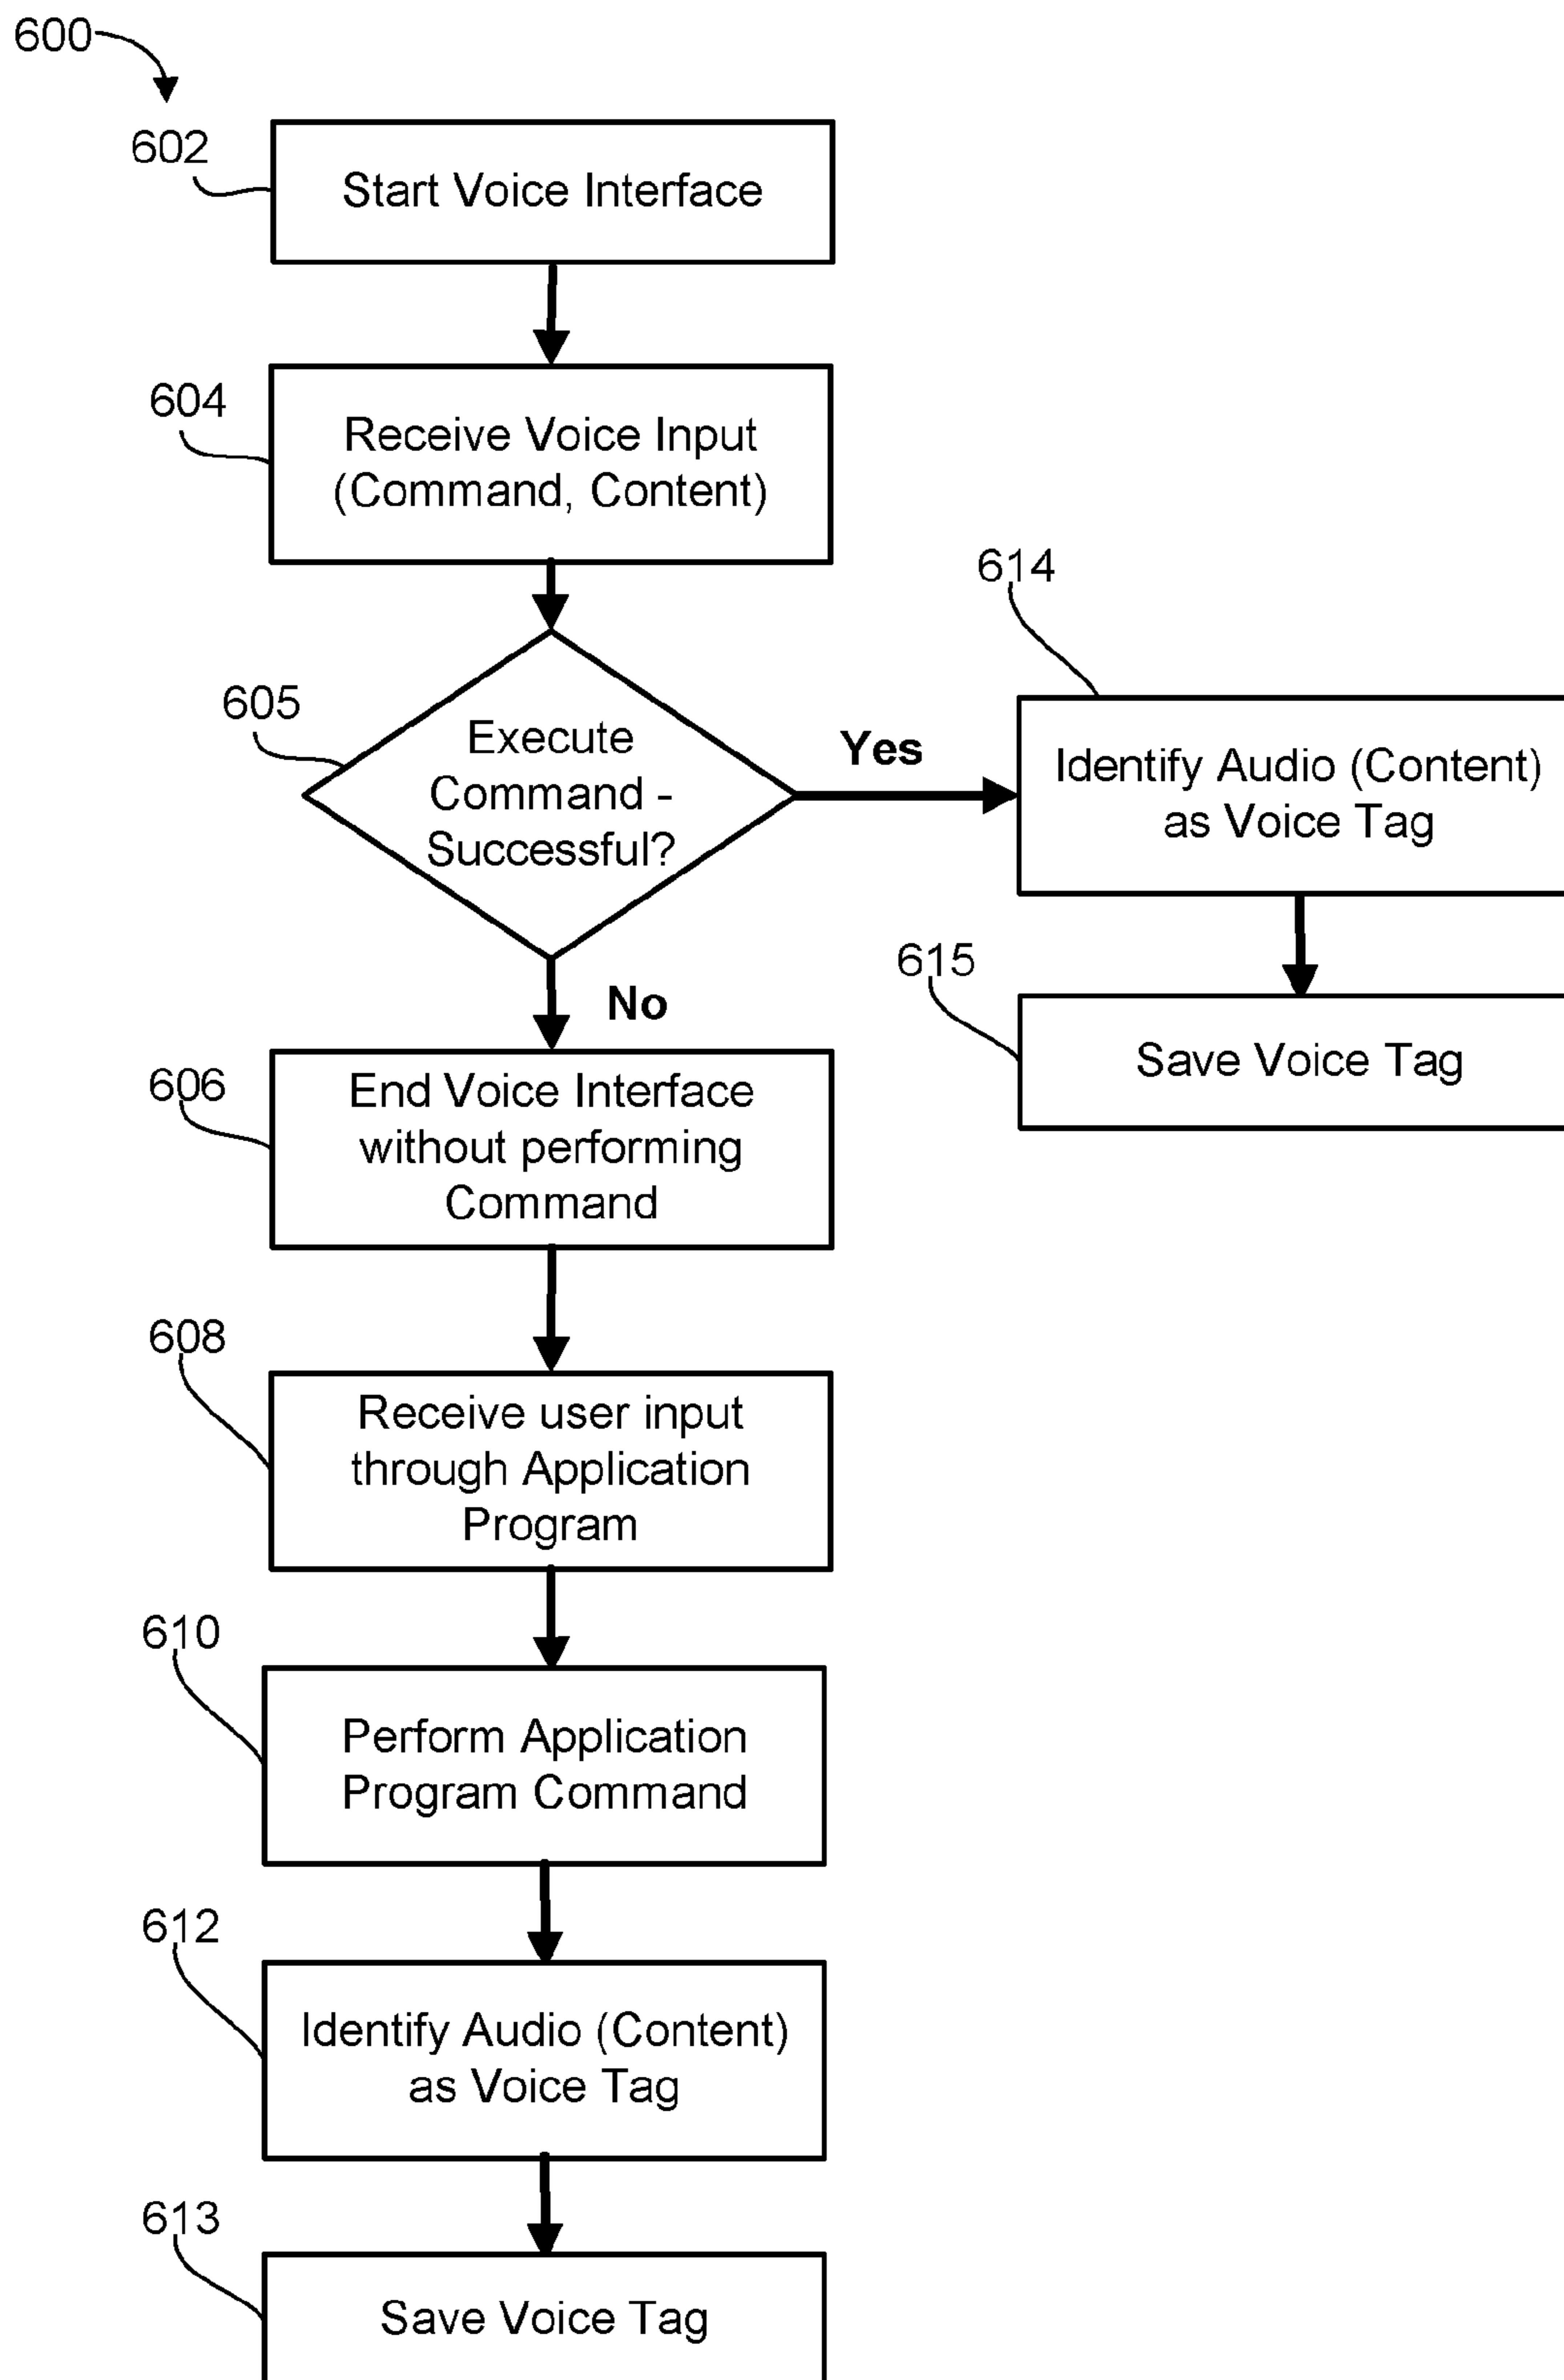 600
602
Start Voice Interface
604
Receive Voice Input
(Command, Content)
605
Execute
Command -
Successful?
Yes
614
Identify Audio (Content)
as Voice Tag
615
Save Voice Tag
No
606
End Voice Interface
without performing
Command
608
Receive user input
through Application
Program
610
Perform Application
Program Command
612
Identify Audio (Content)
as Voice Tag
613
Save Voice Tag